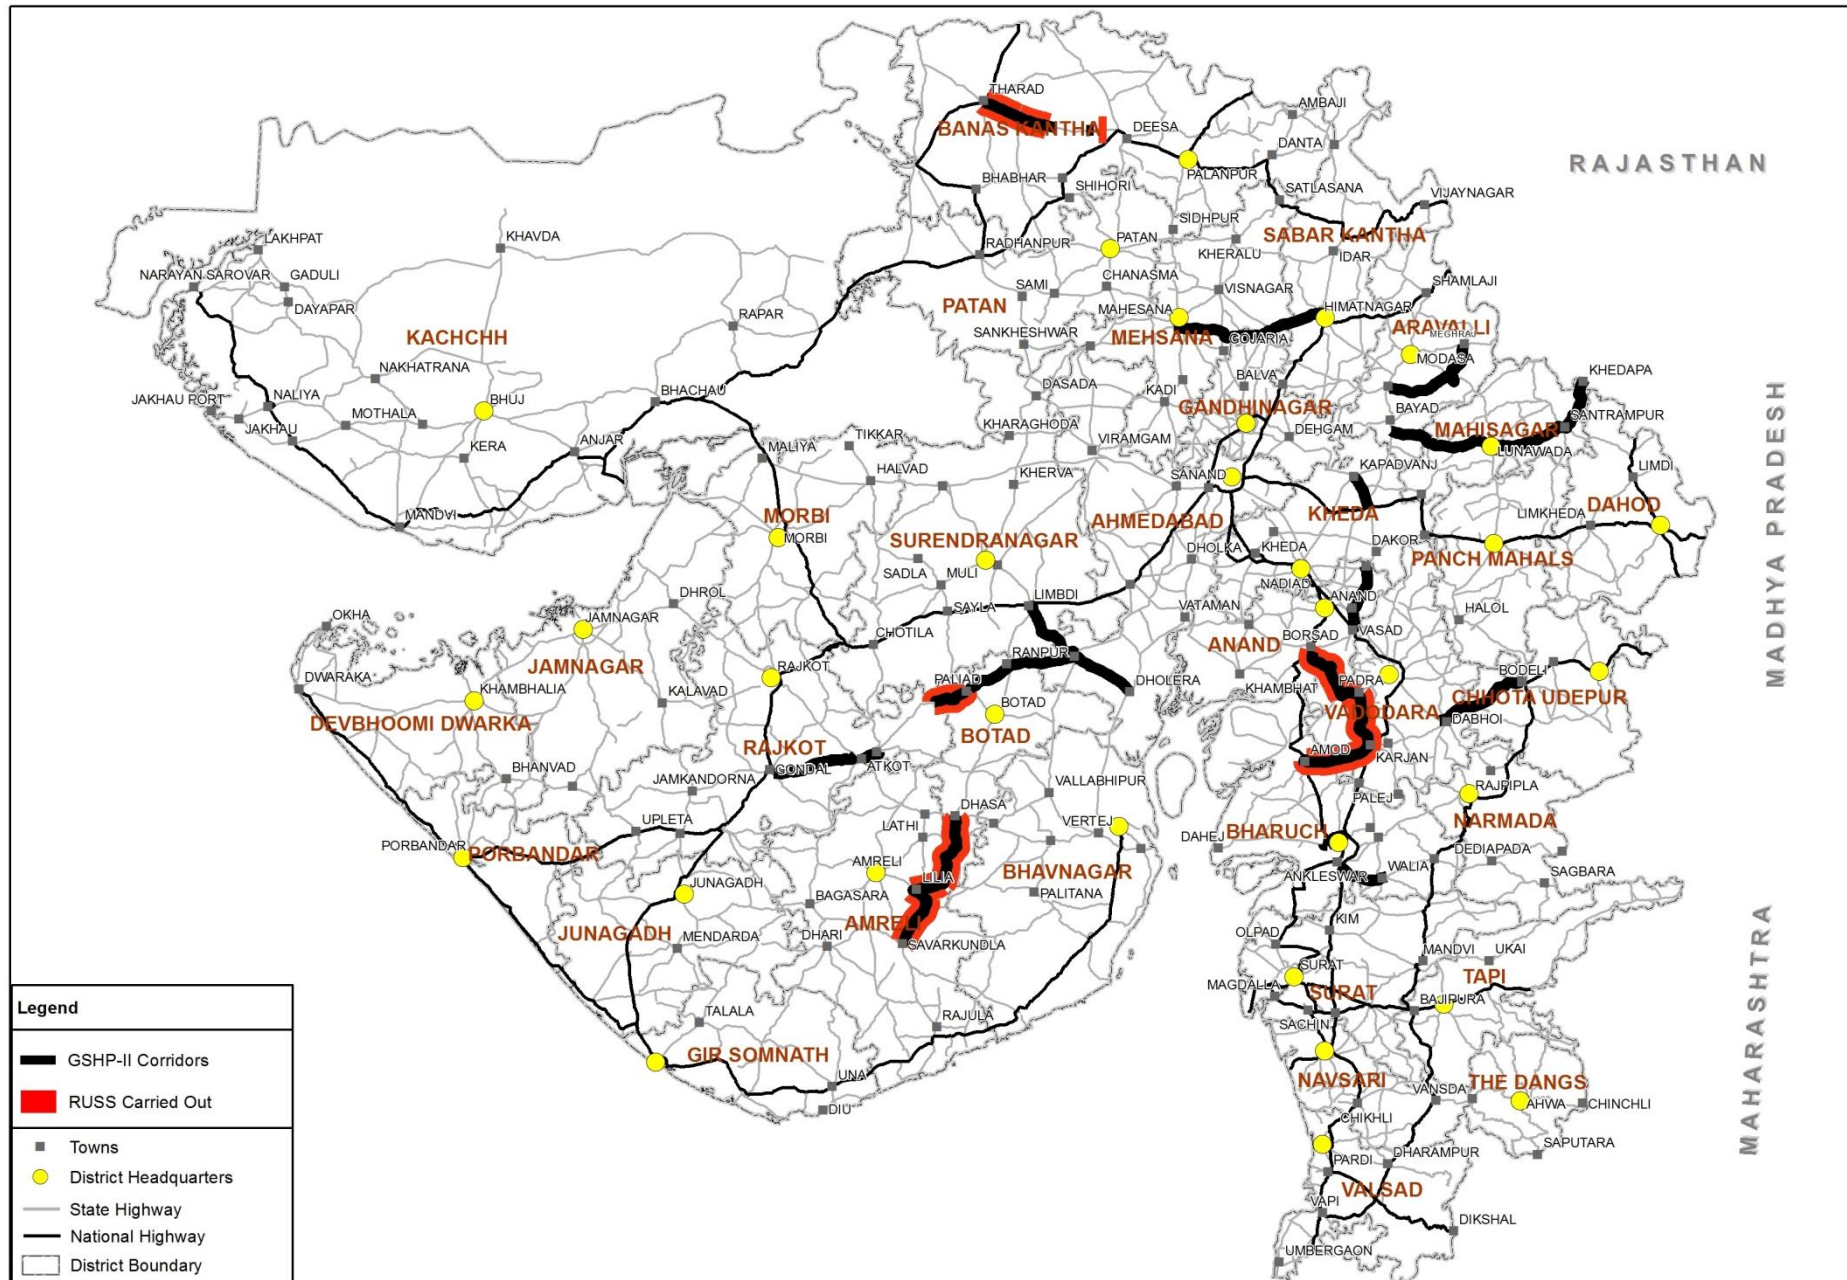 THARAD
AMBAJI
BANAS KANTHA
DEESA
DANTA
RAJASTHAN
PALANPUR
BHABHAR
SHIHORI
SATLASANA
VIJAYNAGAR
SIDHPUR
LAKHPAT
KHAVDA
RADHANPUR
PATAN
SABAR KANTHA
KHERALU
IDAR
NARAYAN SAROVAR
GADULI
CHANASMA
SHAMLAJI
SAMI
VISNAGAR
DAYAPAR
PATAN
MAHESANA
HIMATNAGAR
RAPAR
SANKHESHWAR
ARAVALLI
KACHCHH
MEHSANA
GOJARIA
MEGHRAJ
MODASA
NAKHATRANA
DASADA
KADI
BALVA
KHEDAPA
NALIYA
BHACHAU
JAKHAU PORT
BHUJ
GANDHINAGAR
BAYAD
SANTRAMPUR
MOTHALA
KHARAGHODA
MAHISAGAR
JAKHAU
ANJAR
TIKKAR
VIRAMGAM
DEHGAM
MADHYA PRADESH
KERA
MALIYA
LUNAWADA
HALVAD
KHERVA
SANAND
KAPADVANJ
LIMDI
DAHOD
MANDVI
MORBI
AHMEDABAD
KHEDA
LIMKHEDA
MORBI
SURENDRANAGAR
DAKOR
DHOLKA
KHEDA
PANCH MAHALS
SADLA
MULI
NADIAD
DHROL
LIMBDI
ANAND
OKHA
SAYLA
VATAMAN
HALOL
JAMNAGAR
CHOTILA
ANAND
BORSAD
VASAD
JAMNAGAR
RAJKOT
RANPUR
BODELI
DWARAKA
KHAMBHALIA
KALAVAD
PALIAD
DHOLERA
KHAMBHAT
PADRA
CHHOTA UDEPUR
BOTAD
VADODARA
DABHOI
DEVBHOOMI DWARKA
BOTAD
RAJKOT
AMOD
KARJAN
GONDAL
ATKOT
BHANVAD
JAMKANDORNA
VALLABHIPUR
RAJPIPLA
PALEJ
DHASA
UPLETA
LATHI
VERTEJ
DAHEJ
BHARUCH
NARMADA
PORBANDAR
PORBANDAR
DEDIAPADA
AMRELI
BHAVNAGAR
ANKLESWAR
WALIA
LILIA
SAGBARA
JUNAGADH
BAGASARA
PALITANA
AMRELI
KIM
JUNAGADH
MENDARDA
DHARI
SAVARKUNDLA
OLPAD
MANDVI
UKAI
MAHARASHTRA
SURAT
TAPI
MAGDALLA
SURAT
BAJIPURA
TALALA
RAJULA
SACHIN
GIR SOMNATH
NAVSARI
THE DANGS
UNA
VANSDA
AHWA
CHINCHLI
DIU
CHIKHLI
SAPUTARA
PARDI
DHARAMPUR
VALSAD
VAPI
DIKSHAL
UMBERGAON
Legend
GSHP-II Corridors
RUSS Carried Out
Towns
District Headquarters
State Highway
National Highway
District Boundary